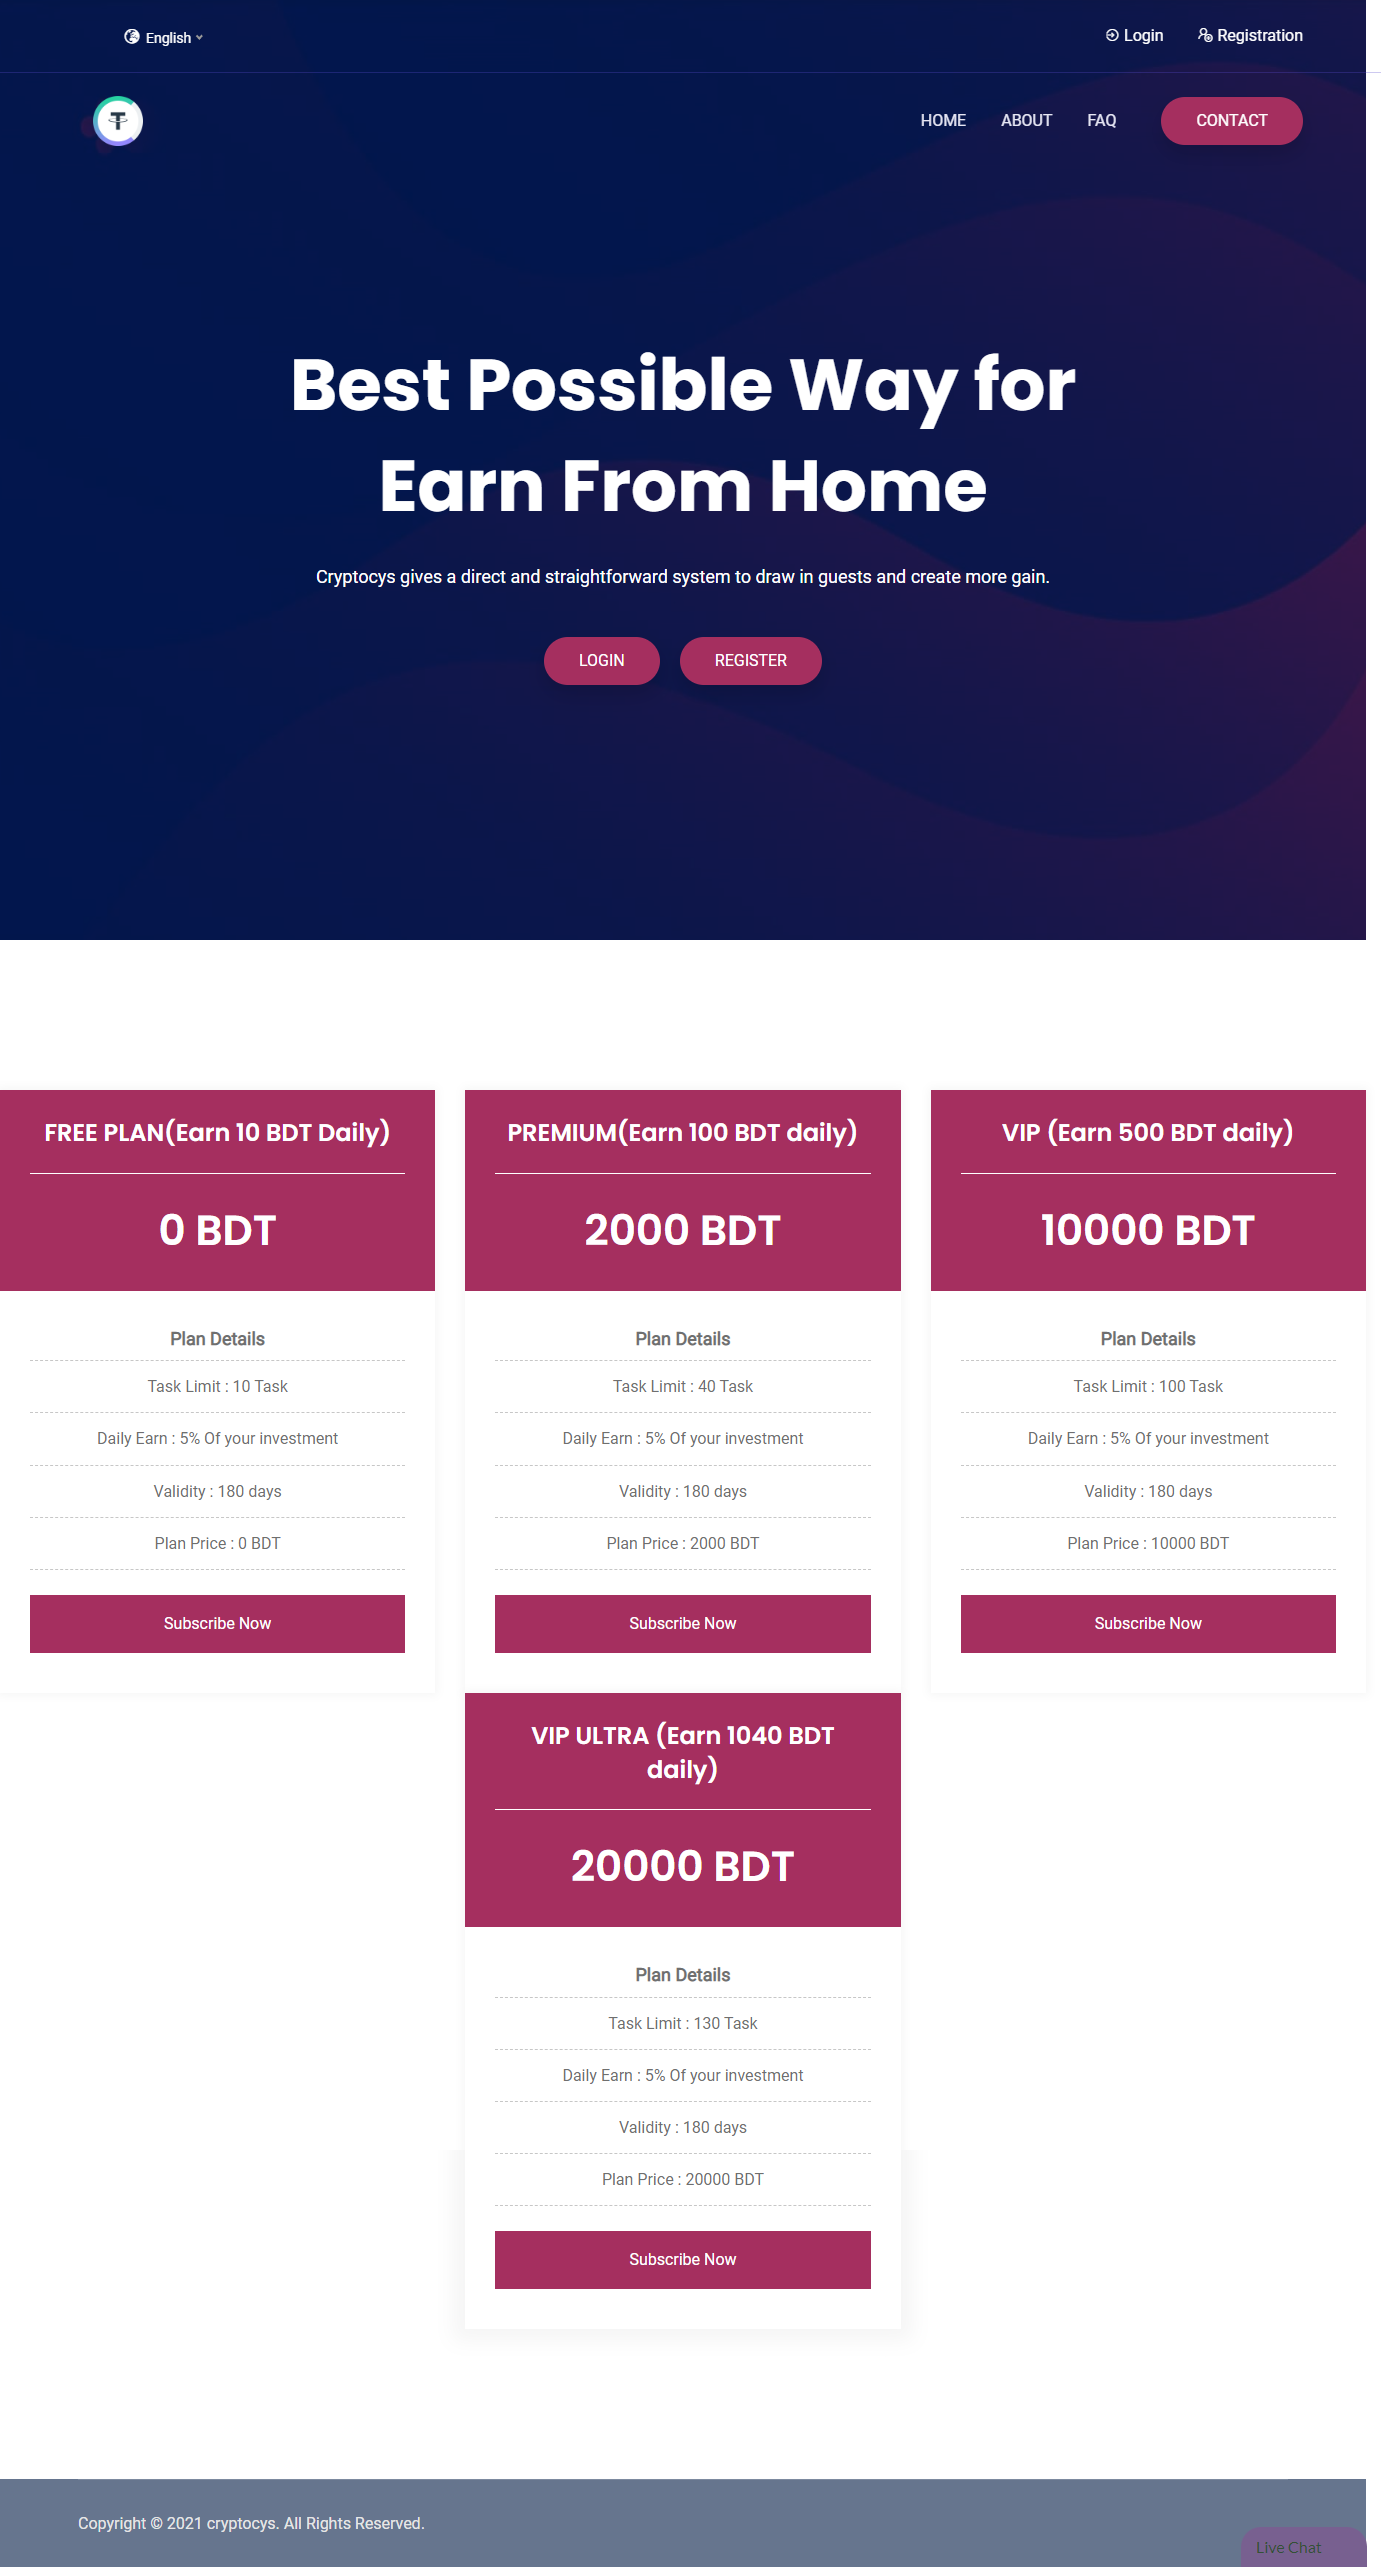 English
Login
Registration
HOME
ABOUT
FAQ
CONTACT
Best Possible Way for
Earn From Home
Cryptocys gives a direct and straightforward system to draw in guests and create more gain.
LOGIN
REGISTER
FREE PLAN(Earn 10 BDT Daily)
0 BDT
Plan Details
Task Limit : 10 Task
Daily Earn : 5% Of your investment
Validity : 180 days
Plan Price : 0 BDT
Subscribe Now
PREMIUM(Earn 100 BDT daily)
2000 BDT
Plan Details
Task Limit : 40 Task
Daily Earn : 5% Of your investment
Validity : 180 days
Plan Price : 2000 BDT
Subscribe Now
VIP (Earn 500 BDT daily)
10000 BDT
Plan Details
Task Limit : 100 Task
Daily Earn : 5% Of your investment
Validity : 180 days
Plan Price : 10000 BDT
Subscribe Now
VIP ULTRA (Earn 1040 BDT
daily)
20000 BDT
Plan Details
Task Limit : 130 Task
Daily Earn : 5% Of your investment
Validity : 180 days
Plan Price : 20000 BDT
Subscribe Now
Copyright © 2021 cryptocys. All Rights Reserved.
Live Chat